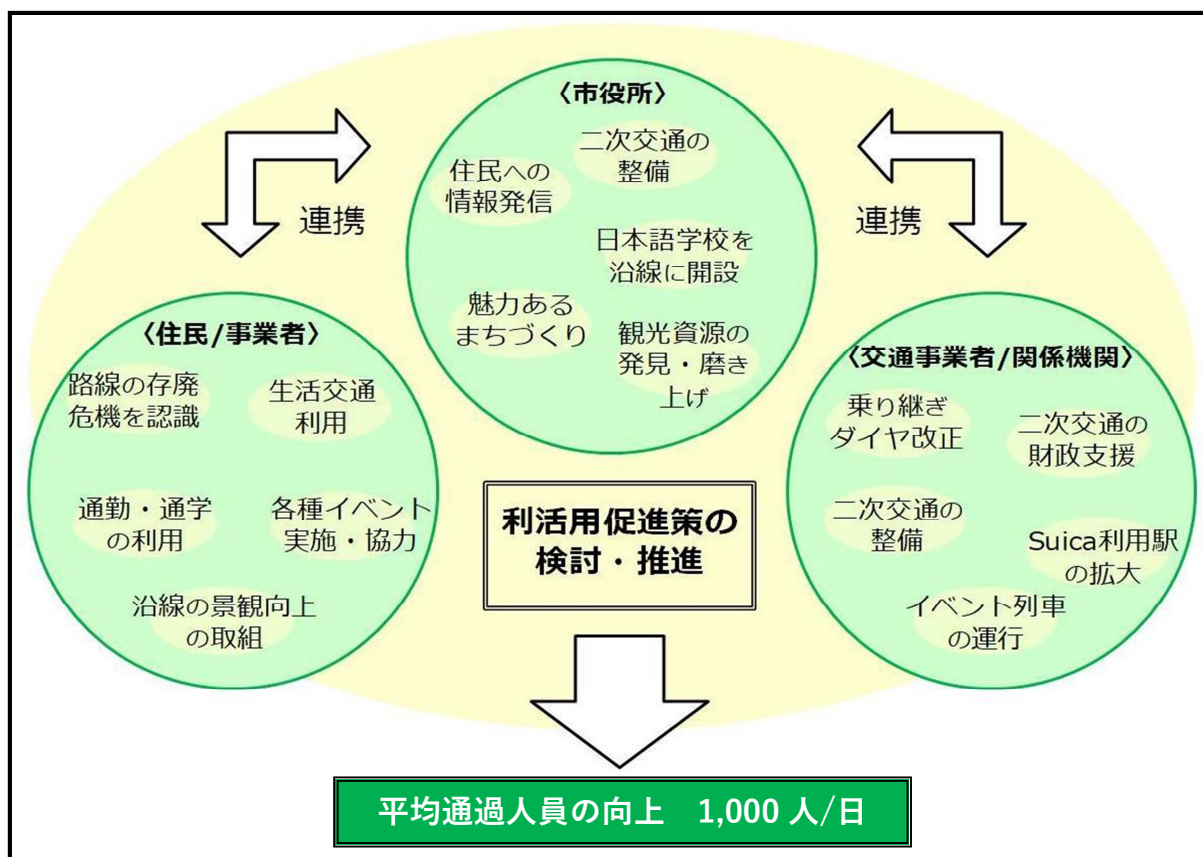 〈市役所〉
二次交通の
整備
住民への
情報発信
日本語学校を
沿線に開設
魅力ある
まちづくり
観光資源の
発見・磨き
上げ
連携
連携
〈住民/事業者〉
路線の存廃
危機を認識
生活交通
利用
通勤・通学
の利用
各種イベント
実施・協力
沿線の景観向上
の取組
〈交通事業者/関係機関〉
乗り継ぎ
ダイヤ改正
二次交通の
財政支援
二次交通の
整備
Suica利用駅
の拡大
イベント列車
の運行
利活用促進策の
検討・推進
平均通過人員の向上　1,000 人/日